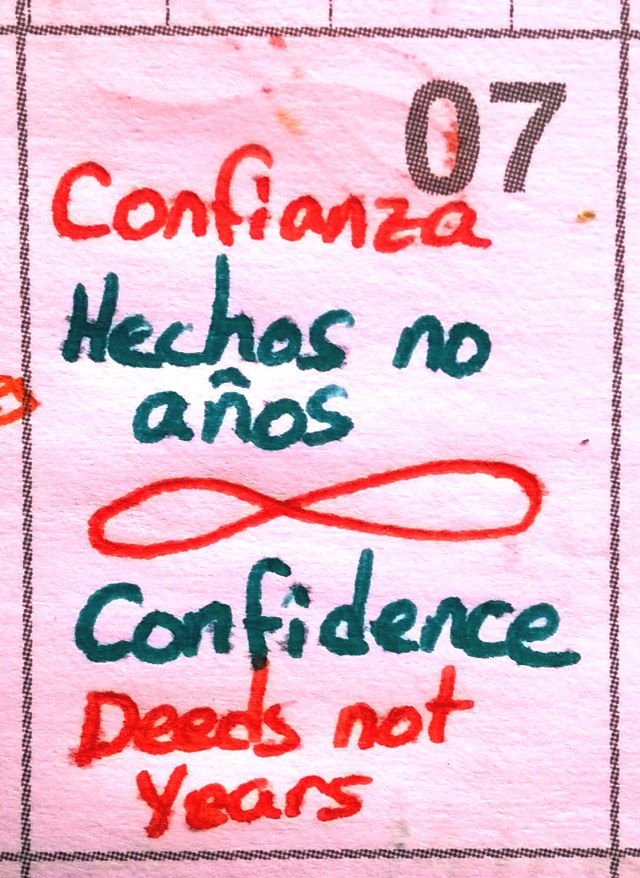 07
Confianza
Hechos no
años
Confidence
Deeds not
Years